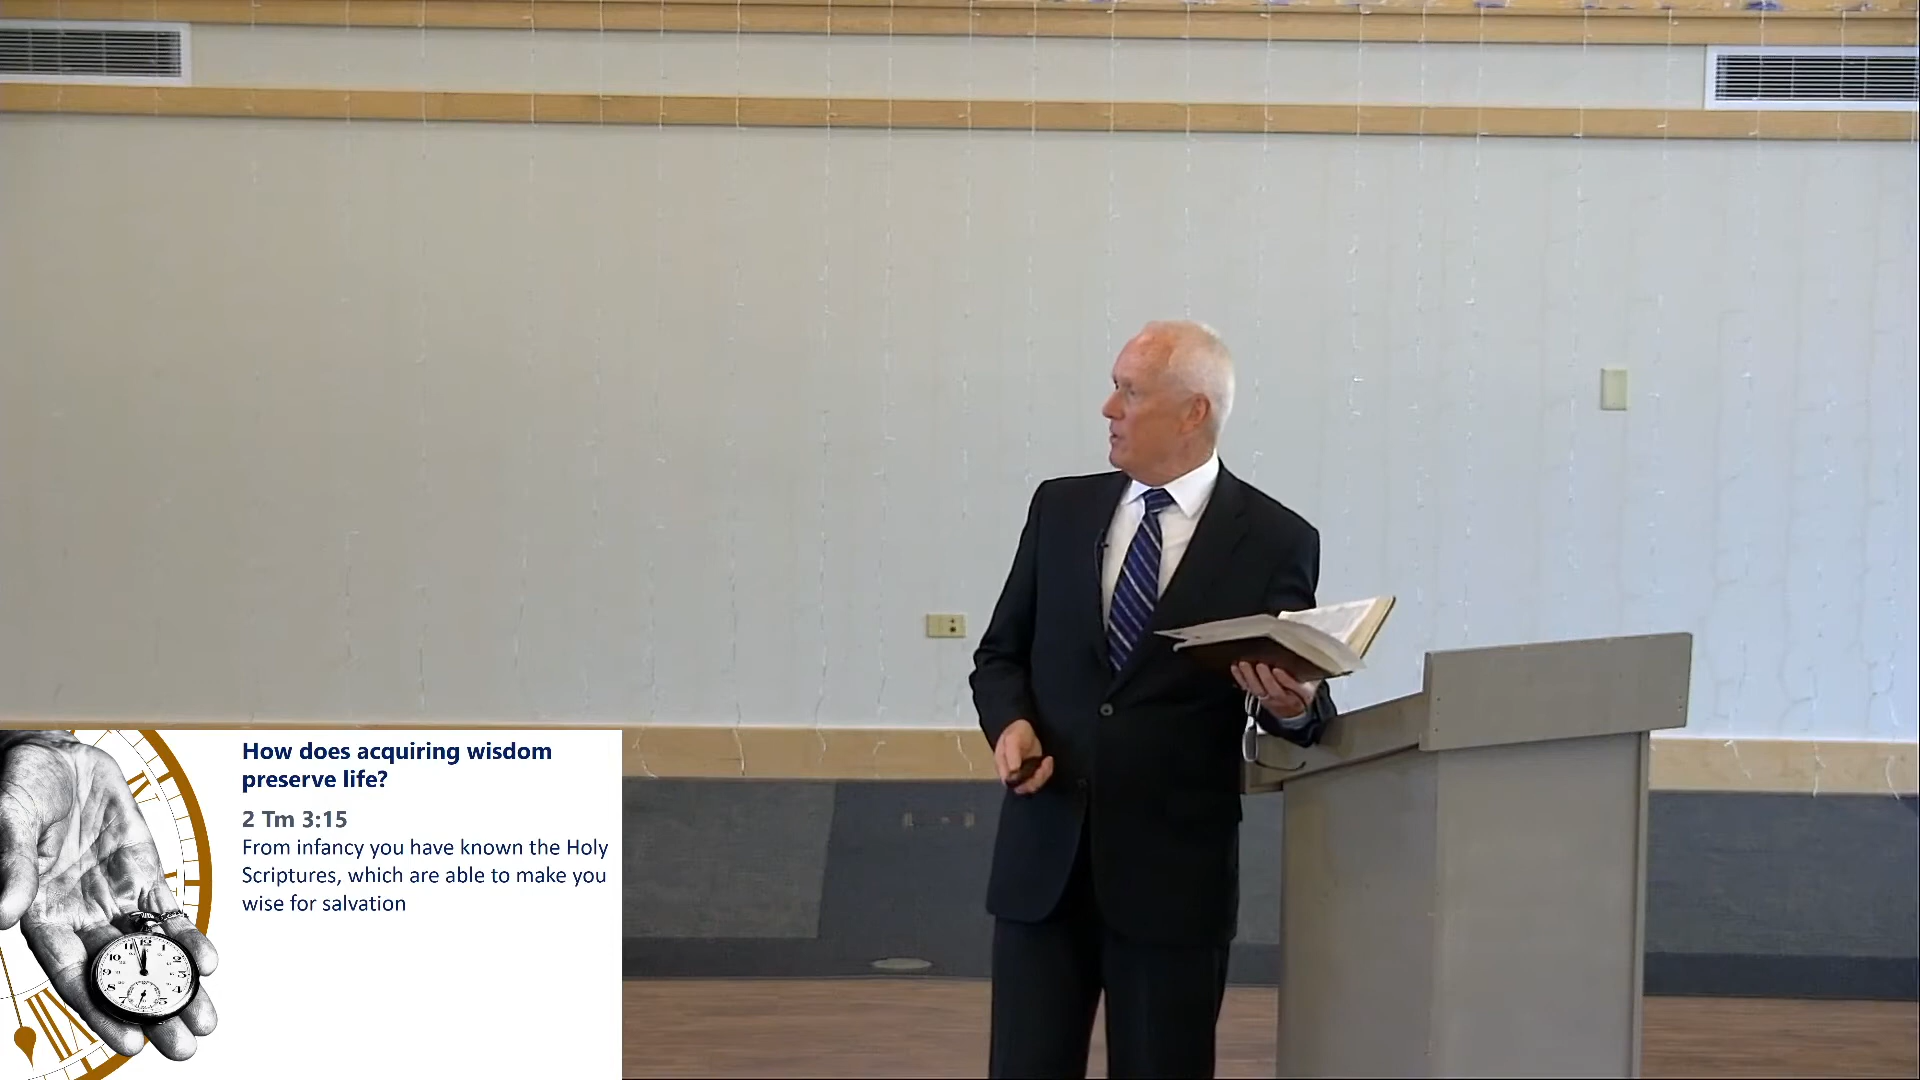 How does acquiring wisdom
preserve life?
2 Tm 3:15
From infancy you have known the Holy
Scriptures, which are able to make you
wise for salvation